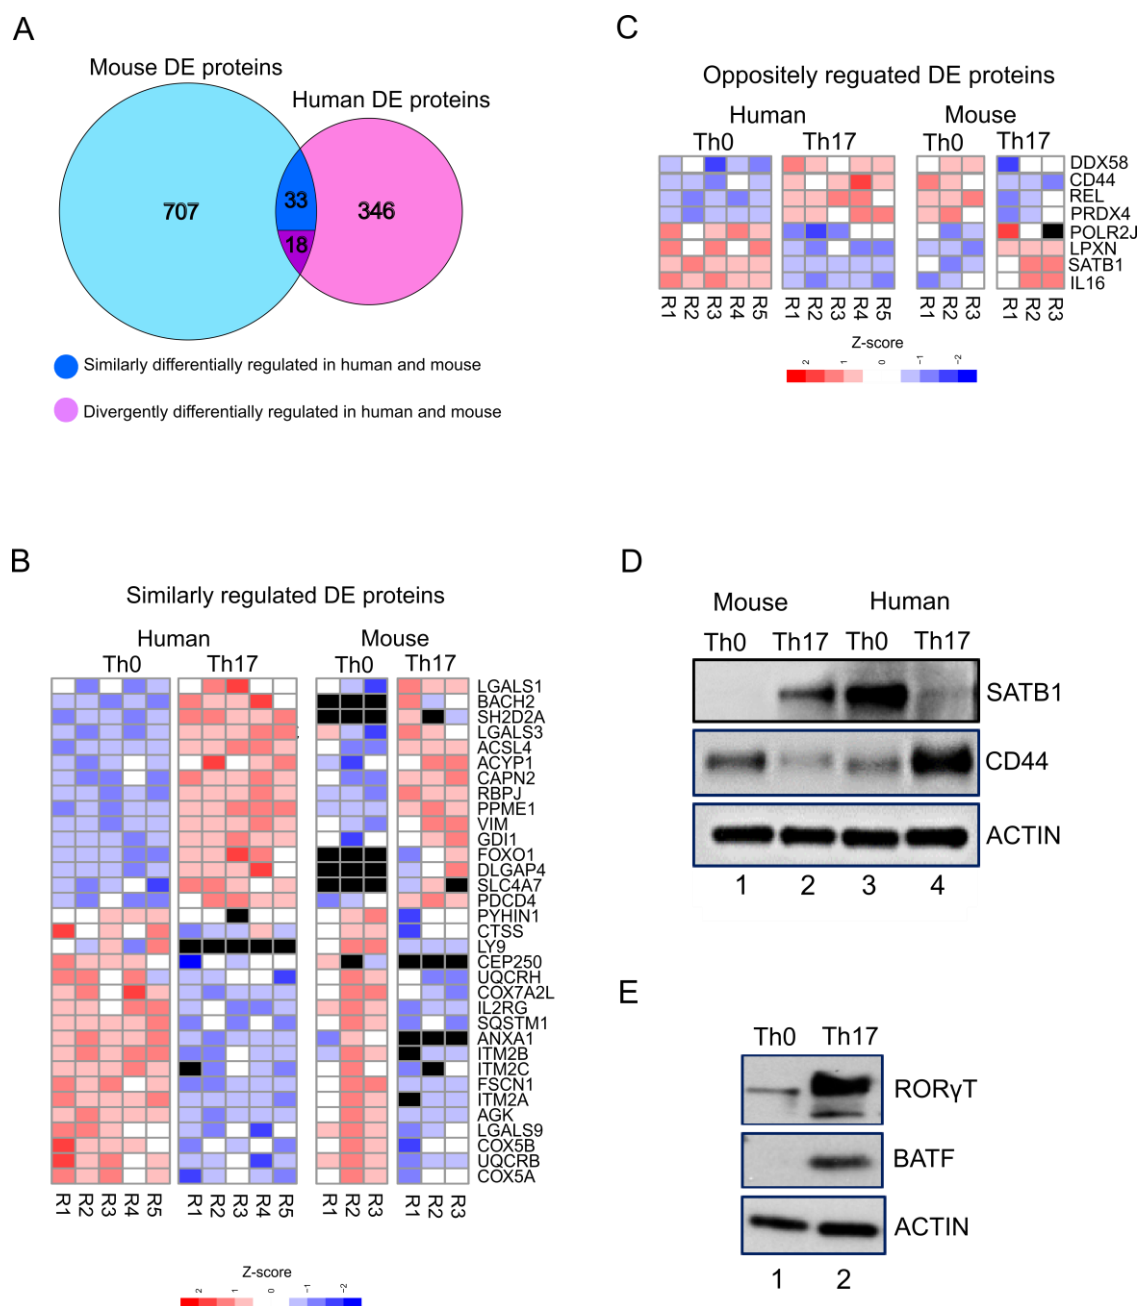 A
Mouse DE proteins
Human DE proteins
707
33
346
18
Similarly differentially regulated in human and mouse
Divergently differentially regulated in human and mouse
C
Oppositely reguated DE proteins
Human
Mouse
Th0
Th17
Th0
Th17
DDX58
CD44
REL
PRDX4
POLR2J
LPXN
SATB1
IL16
R1 R2 R3 R4 R5 R1 R2 R3 R4 R5 R1 R2 R3 R1 R2 R3
Z-score
2 1 0 -1 -2
B
Similarly regulated DE proteins
Human
Mouse
Th0
Th17
Th0
Th17
LGALS1
BACH2
SH2D2A
LGALS3
ACSL4
ACYP1
CAPN2
RBPJ
PPME1
VIM
GDI1
FOXO1
DLGAP4
SLC4A7
PDCD4
PYHIN1
CTSS
LY9
CEP250
UQCRH
COX7A2L
IL2RG
SQSTM1
ANXA1
ITM2B
ITM2C
FSCN1
ITM2A
AGK
LGALS9
COX5B
UQCRB
COX5A
R1 R2 R3 R4 R5 R1 R2 R3 R4 R5 R1 R2 R3 R1 R2 R3
Z-score
2 1 0 -1 -2
D
Mouse
Human
Th0
Th17
Th0
Th17
SATB1
CD44
ACTIN
1 2 3 4
E
Th0
Th17
RORγT
BATF
ACTIN
1 2